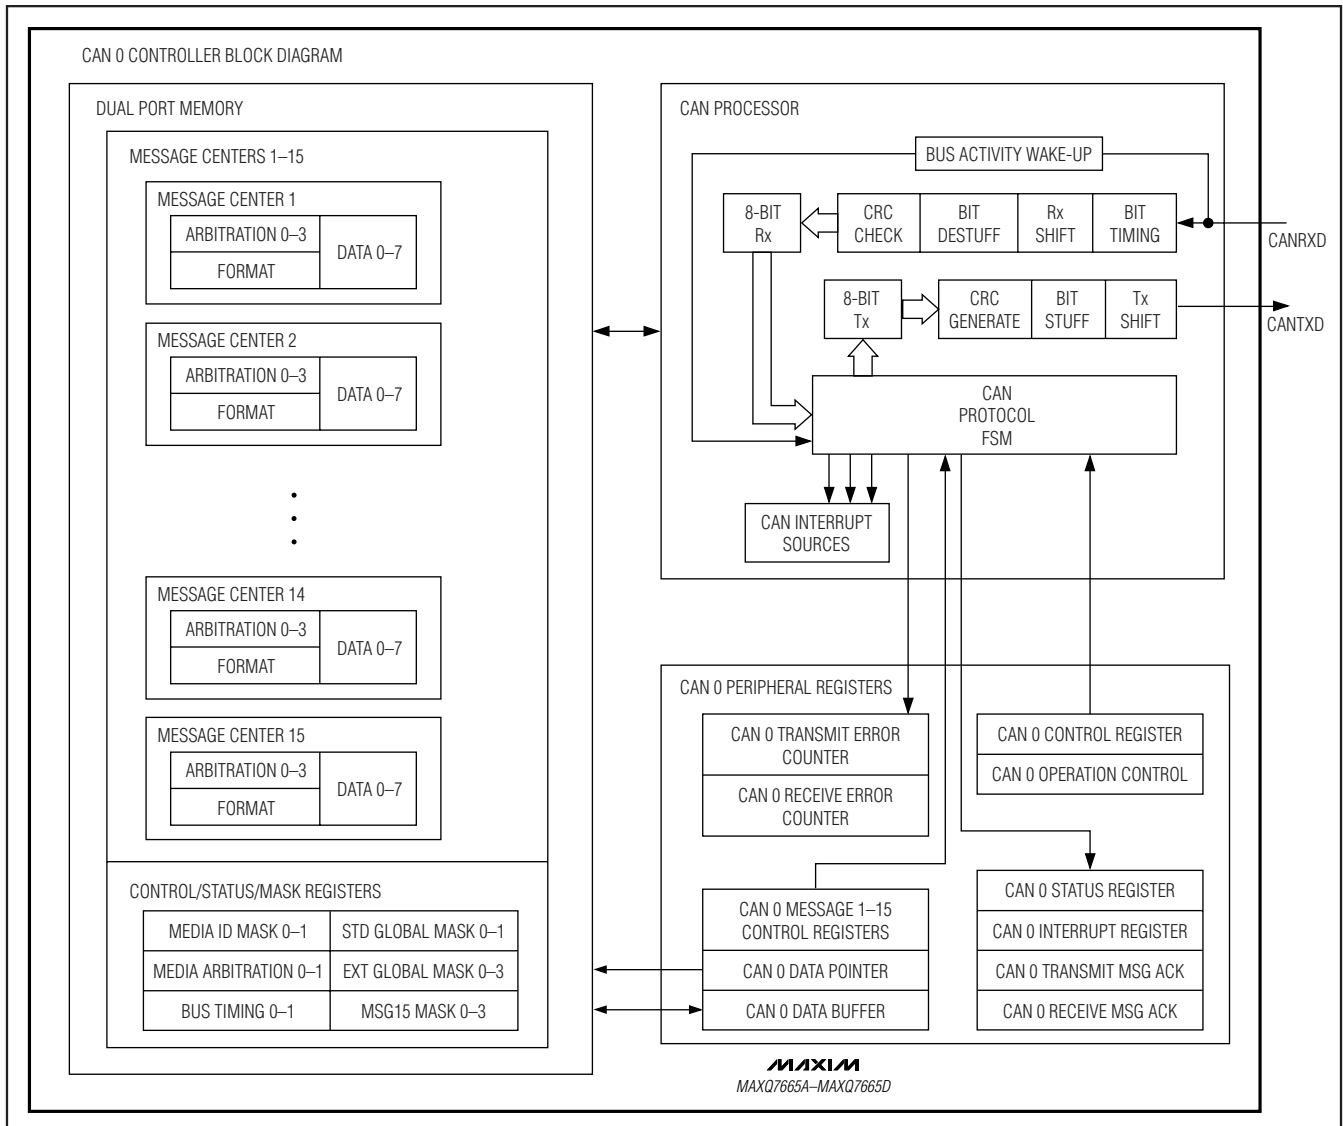 CAN 0 CONTROLLER BLOCK DIAGRAM
DUAL PORT MEMORY
MESSAGE CENTERS 1–15
MESSAGE CENTER 1
ARBITRATION 0–3
FORMAT
DATA 0–7
MESSAGE CENTER 2
ARBITRATION 0–3
FORMAT
DATA 0–7
MESSAGE CENTER 14
ARBITRATION 0–3
FORMAT
DATA 0–7
MESSAGE CENTER 15
ARBITRATION 0–3
FORMAT
DATA 0–7
CONTROL/STATUS/MASK REGISTERS
MEDIA ID MASK 0–1
STD GLOBAL MASK 0–1
MEDIA ARBITRATION 0–1
EXT GLOBAL MASK 0–3
BUS TIMING 0–1
MSG15 MASK 0–3
CAN PROCESSOR
BUS ACTIVITY WAKE-UP
8-BIT
Rx
CRC
CHECK
BIT
DESTUFF
Rx
SHIFT
BIT
TIMING
CANRXD
8-BIT
Tx
CRC
GENERATE
BIT
STUFF
Tx
SHIFT
CANTXD
CAN
PROTOCOL
FSM
CAN INTERRUPT
SOURCES
CAN 0 PERIPHERAL REGISTERS
CAN 0 TRANSMIT ERROR
COUNTER
CAN 0 RECEIVE ERROR
COUNTER
CAN 0 CONTROL REGISTER
CAN 0 OPERATION CONTROL
CAN 0 MESSAGE 1–15
CONTROL REGISTERS
CAN 0 DATA POINTER
CAN 0 DATA BUFFER
CAN 0 STATUS REGISTER
CAN 0 INTERRUPT REGISTER
CAN 0 TRANSMIT MSG ACK
CAN 0 RECEIVE MSG ACK
MAXIM
MAXQ7665A–MAXQ7665D